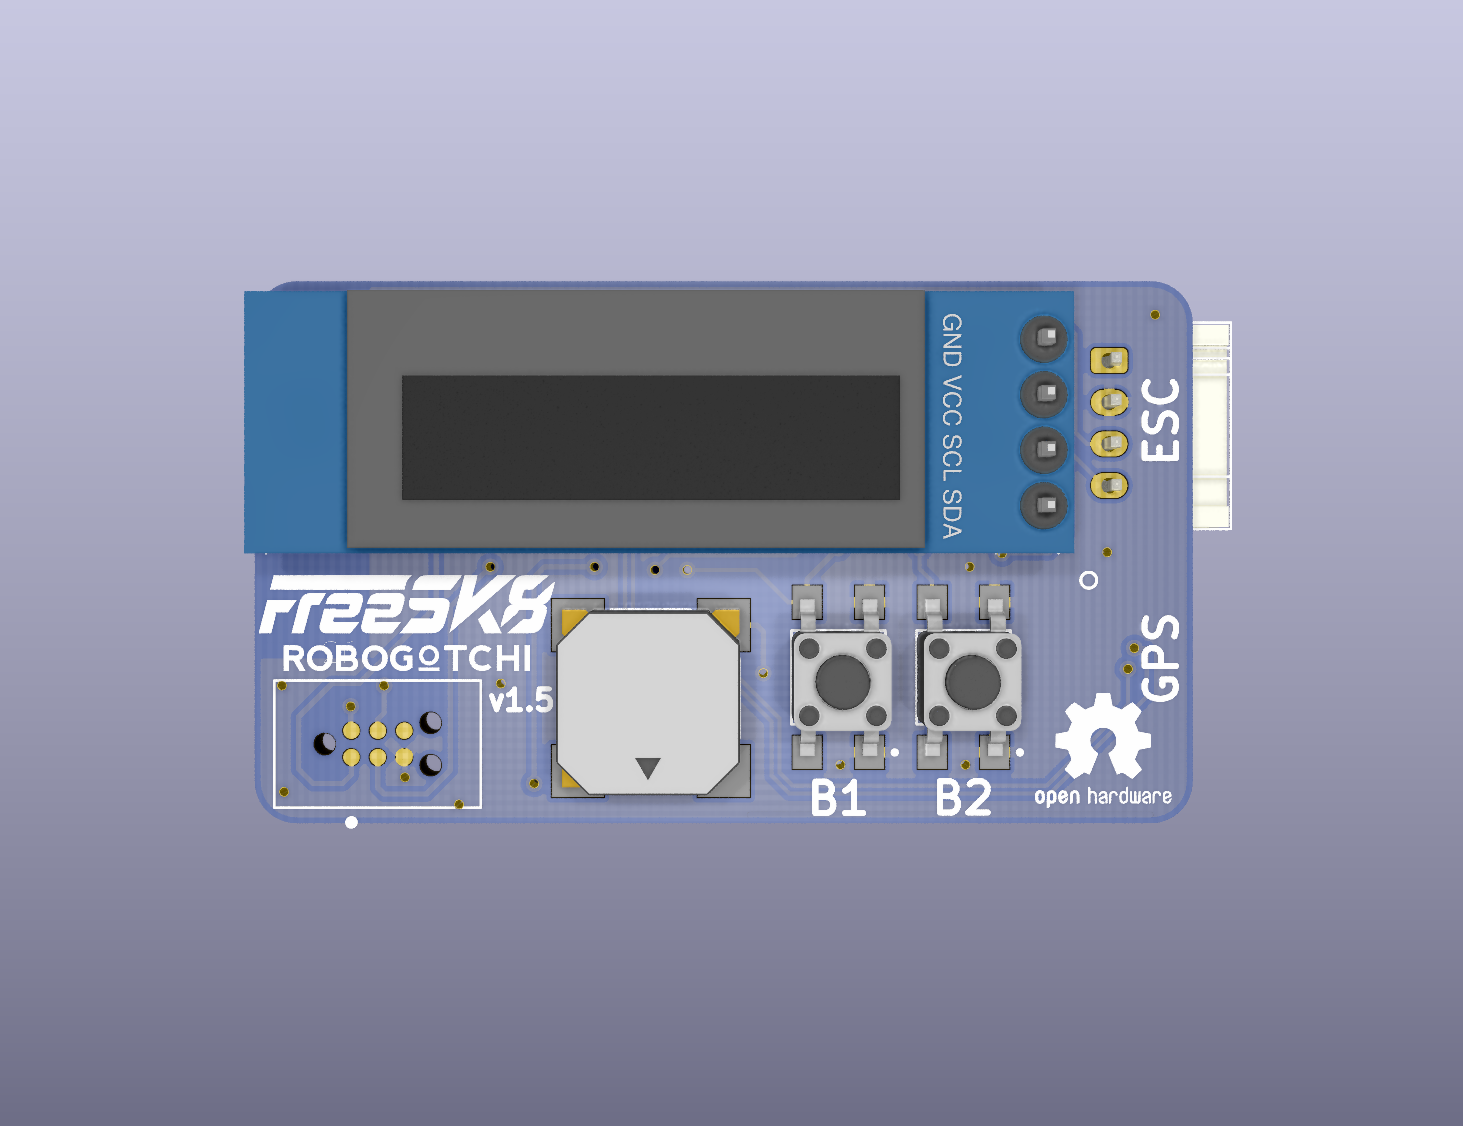 GND VCC SCL SDA
ESC
FreeSK8
ROBOGOTCHI
v1.5
GPS
B1
B2
open hardware